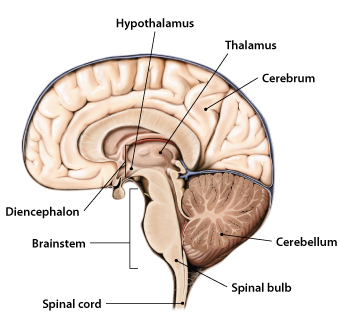 Hypothalamus
Thalamus
Cerebrum
Diencephalon
Brainstem
Cerebellum
Spinal bulb
Spinal cord